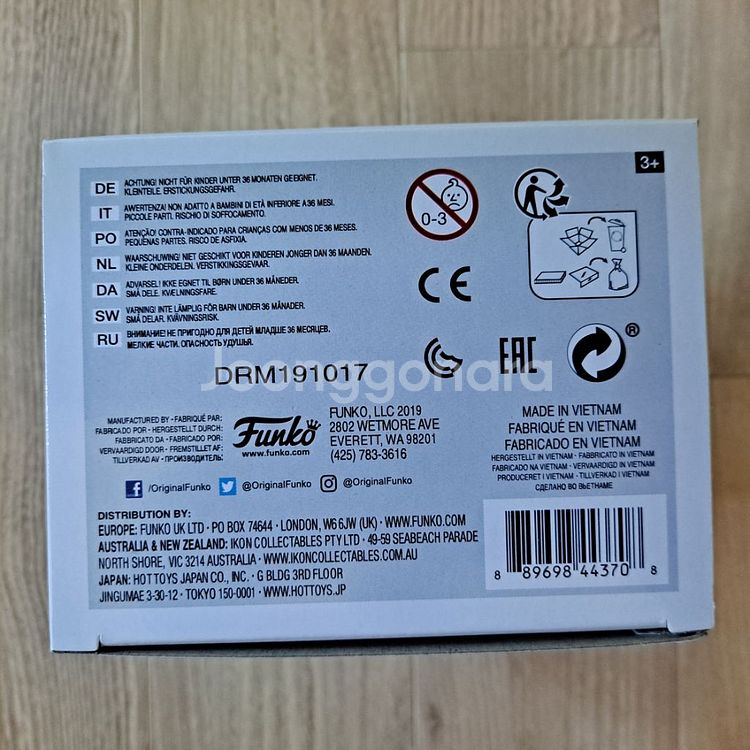 3+
DE ACHTUNG! NICHT FÜR KINDER UNTER 36 MONATEN GEEIGNET.
KLEINTEILE. ERSTICKUNGSGEFAHR.
IT AVVERTENZA! NON ADATTO A BAMBINI DI ETÀ INFERIORE A 36 MESI.
PICCOLE PARTI. RISCHIO DI SOFFOCAMENTO.
PO ATENÇÃO! CONTRA-INDICADO PARA CRIANÇAS COM MENOS DE 36 MESES.
PEQUENAS PARTES. RISCO DE ASFIXIA.
NL WAARSCHUWING! NIET GESCHIKT VOOR KINDEREN JONGER DAN 36 MAANDEN.
KLEINE ONDERDELEN. VERSTIKKINGSGEVAAR.
DA ADVARSEL! IKKE EGNET TIL BØRN UNDER 36 MÅNEDER.
SMÅ DELE. KVÆLNINGSFARE.
SW VARNING! INTE LÄMPLIG FÖR BARN UNDER 36 MÅNADER.
SMÅ DELAR. KVÄVNINGSRISK.
RU ВНИМАНИЕ! НЕ ПРИГОДНО ДЛЯ ДЕТЕЙ МЛАДШЕ 36 МЕСЯЦЕВ.
МЕЛКИЕ ЧАСТИ. ОПАСНОСТЬ УДУШЬЯ.
0-3
CE
EAC
®
Joonggonara
DRM191017
MANUFACTURED BY • FABRIQUÉ PAR:
FABRICADO POR • HERGESTELLT DURCH:
FABBRICATO DA • FABRICADO POR:
VERVAARDIGD DOOR • FREMSTILLET AF:
TILLVERKAD AV • ПРОИЗВОДИТЕЛЬ:
Funko
www.funko.com
FUNKO, LLC 2019
2802 WETMORE AVE
EVERETT, WA 98201
(425) 783-3616
/OriginalFunko @OriginalFunko @OriginalFunko
MADE IN VIETNAM
FABRIQUÉ EN VIETNAM
FABRICADO EN VIETNAM
HERGESTELLT IN VIETNAM • FABBRICATO IN VIETNAM
FABRICADO NA VIETNAM • VERVAARDIGD IN VIETNAM
PRODUCERET I VIETNAM • TILLVERKAD I VIETNAM
СДЕЛАНО ВО ВЬЕТНАМЕ
DISTRIBUTION BY:
EUROPE: FUNKO UK LTD • PO BOX 74644 • LONDON, W6 6JW (UK) • WWW.FUNKO.COM
AUSTRALIA & NEW ZEALAND: IKON COLLECTABLES PTY LTD • 49-59 SEABEACH PARADE
NORTH SHORE, VIC 3214 AUSTRALIA • WWW.IKONCOLLECTABLES.COM.AU
JAPAN: HOT TOYS JAPAN CO., INC. • G BLDG 3RD FLOOR
JINGUMAE 3-30-12 • TOKYO 150-0001 • WWW.HOTTOYS.JP
8 89698 44370 8